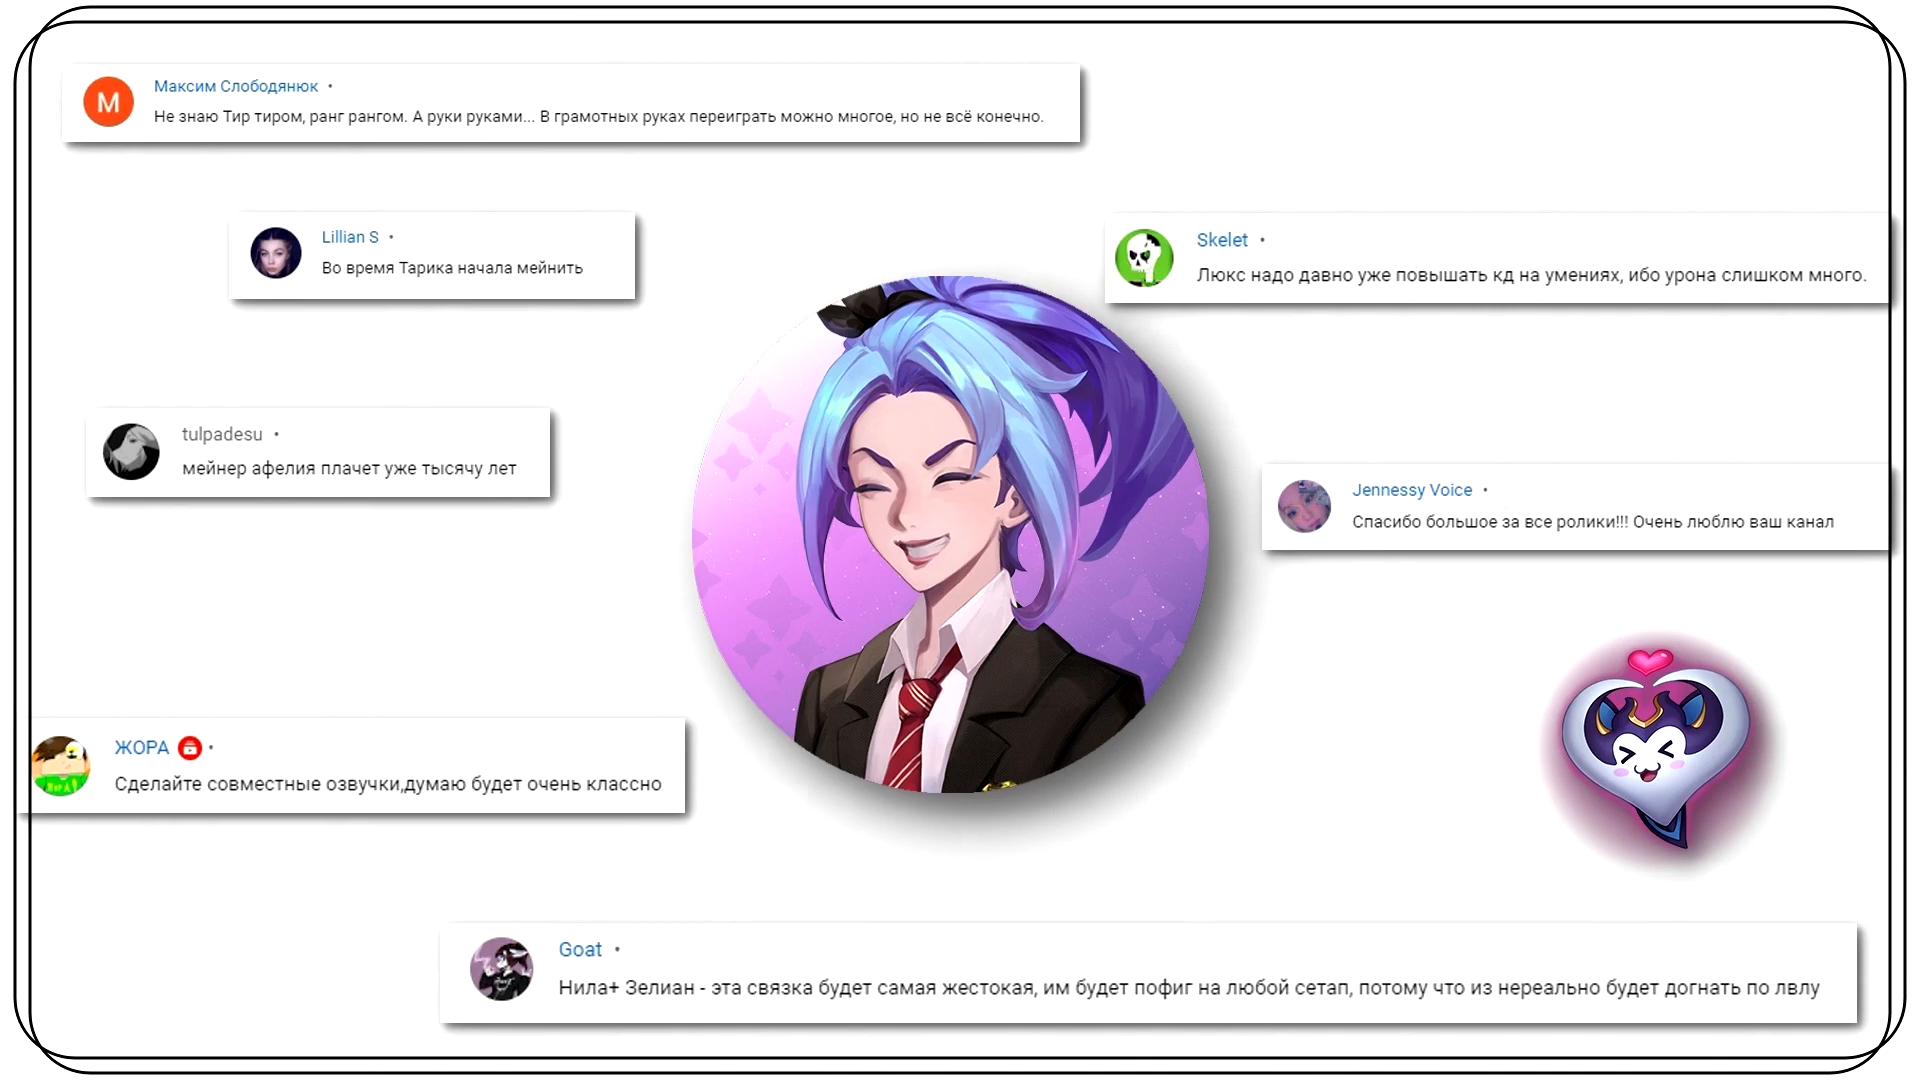 Максим Слободянюк •
Не знаю Тир тиром, ранг рангом. А руки руками... В грамотных руках переиграть можно многое, но не всё конечно.
Lillian S •
Во время Тарика начала мейнить
Skelet •
Люкс надо давно уже повышать кд на умениях, ибо урона слишком много.
tulpadesu •
мейнер афелия плачет уже тысячу лет
Jennessy Voice •
Спасибо большое за все ролики!!! Очень люблю ваш канал
ЖОРА •
Сделайте совместные озвучки,думаю будет очень классно
Goat •
Нила+ Зелиан - эта связка будет самая жестокая, им будет пофиг на любой сетап, потому что из нереально будет догнать по лвлу
M